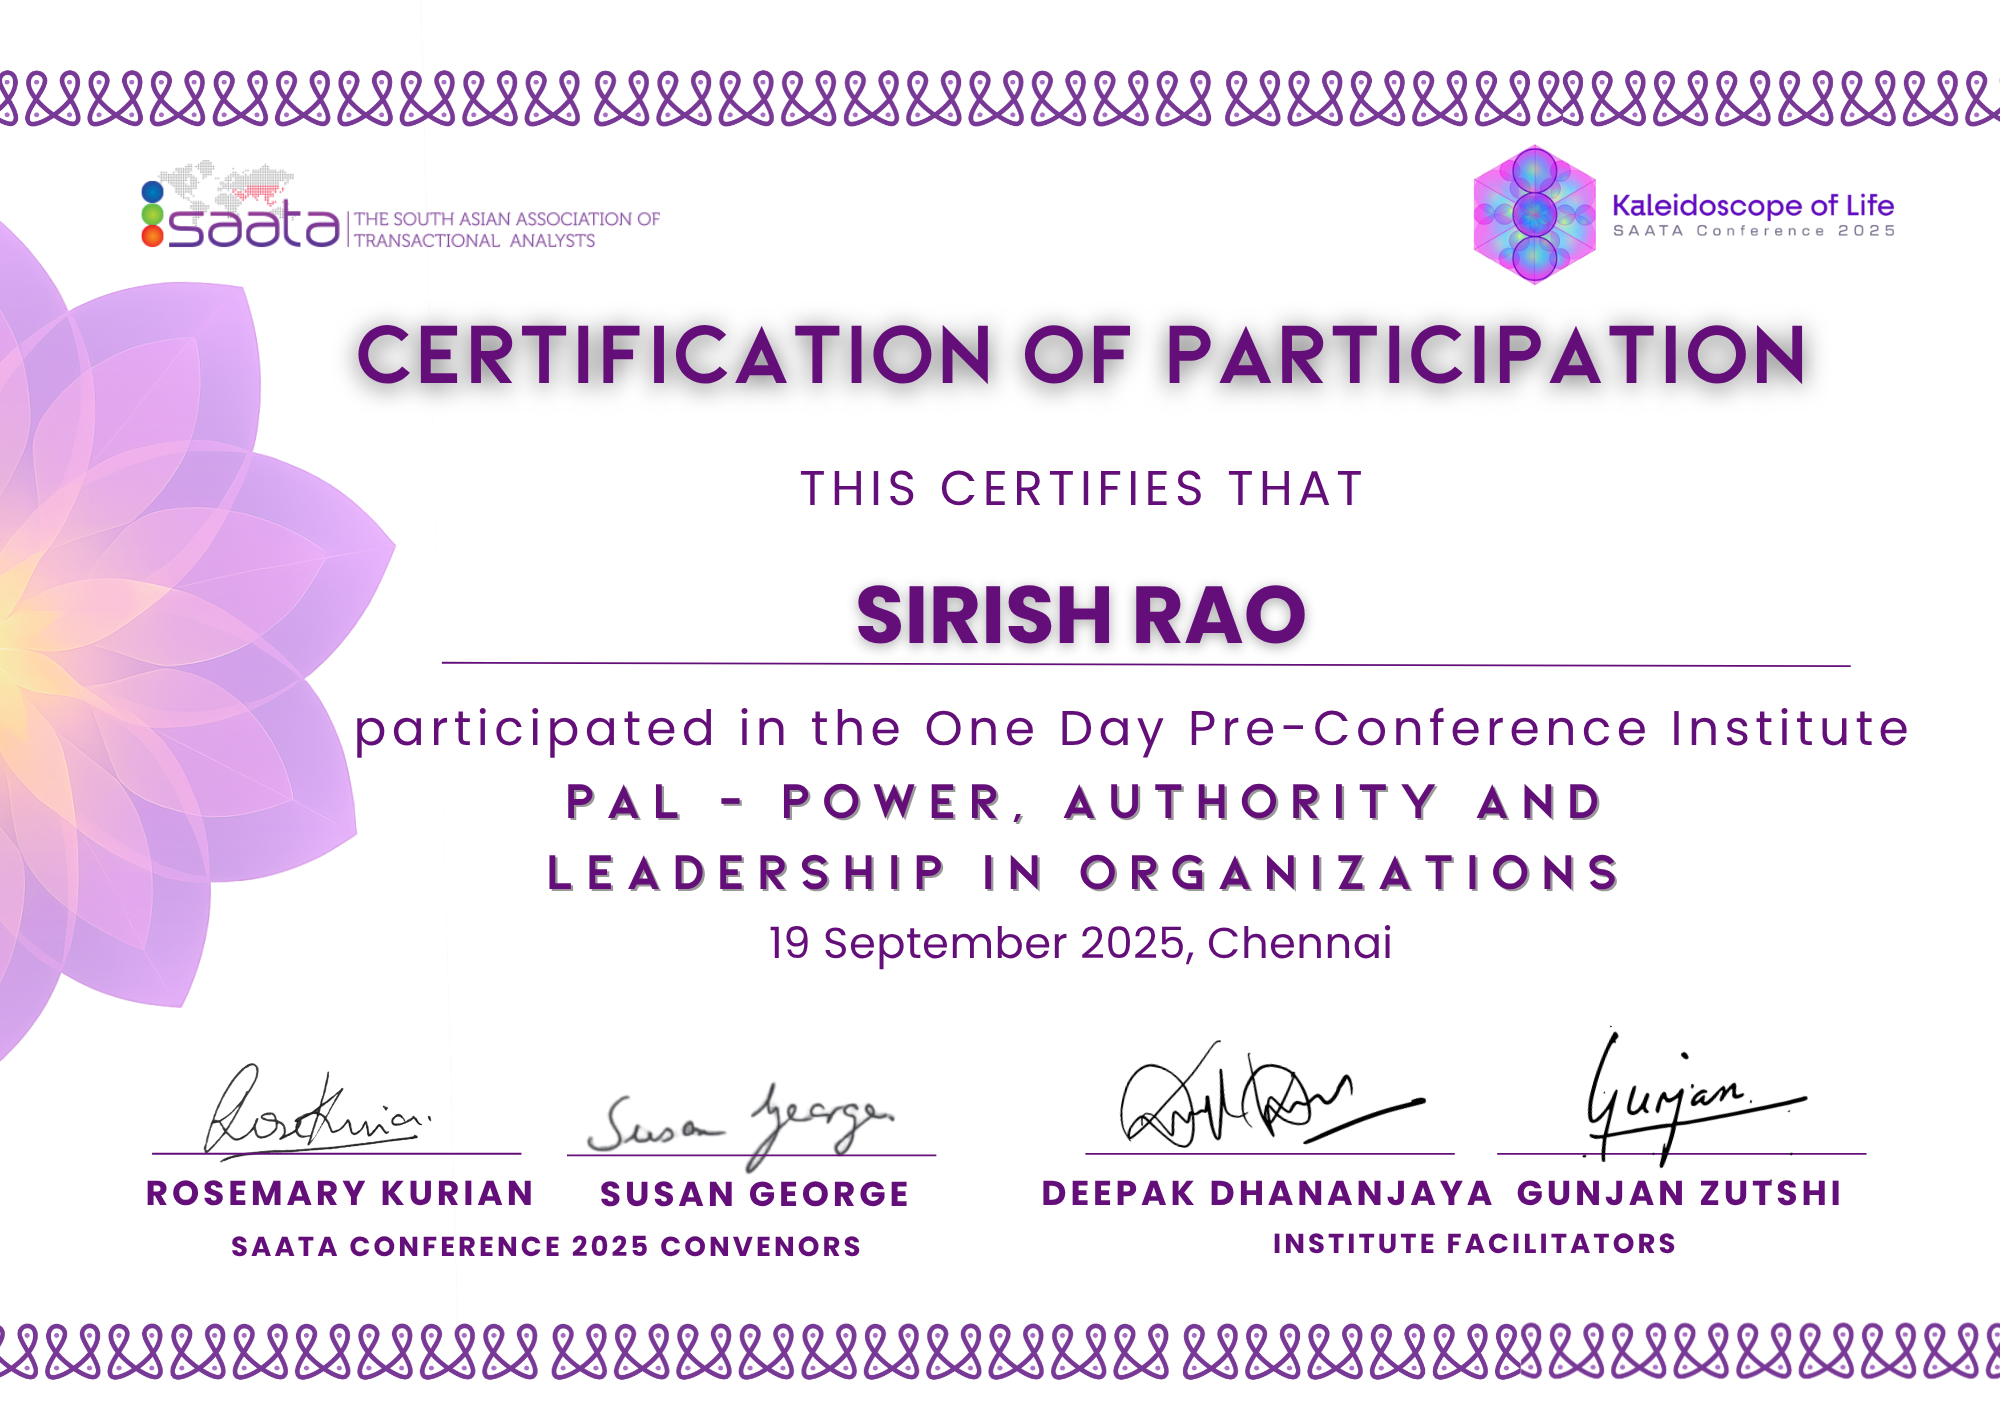 saata
THE SOUTH ASIAN ASSOCIATION OF
TRANSACTIONAL ANALYSTS
Kaleidoscope of Life
SAATA Conference 2025
CERTIFICATION OF PARTICIPATION
THIS CERTIFIES THAT
SIRISH RAO
participated in the One Day Pre-Conference Institute
PAL - POWER, AUTHORITY AND
LEADERSHIP IN ORGANIZATIONS
19 September 2025, Chennai
Susan George
Gunjan
ROSEMARY KURIAN
SUSAN GEORGE
DEEPAK DHANANJAYA
GUNJAN ZUTSHI
SAATA CONFERENCE 2025 CONVENORS
INSTITUTE FACILITATORS